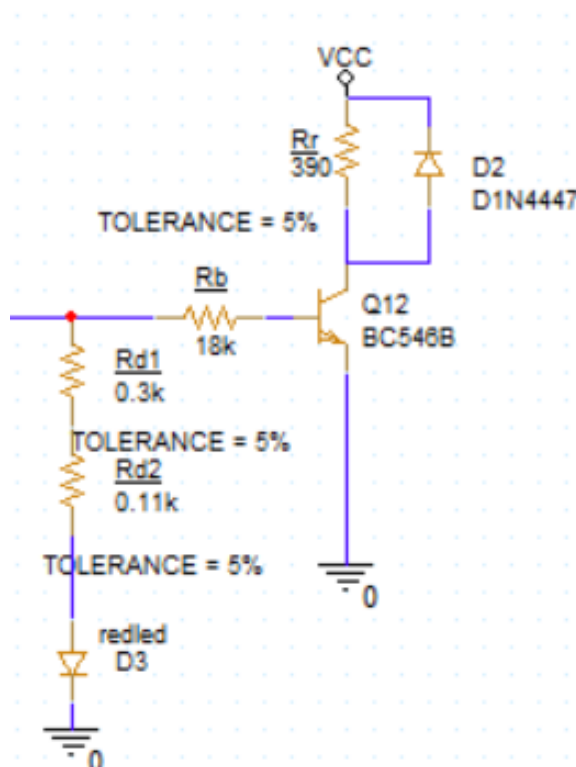 VCC
Rr
390
D2
D1N4447
TOLERANCE = 5%
Rb
18k
Q12
BC546B
Rd1
0.3k
TOLERANCE = 5%
Rd2
0.11k
TOLERANCE = 5%
0
redled
D3
0